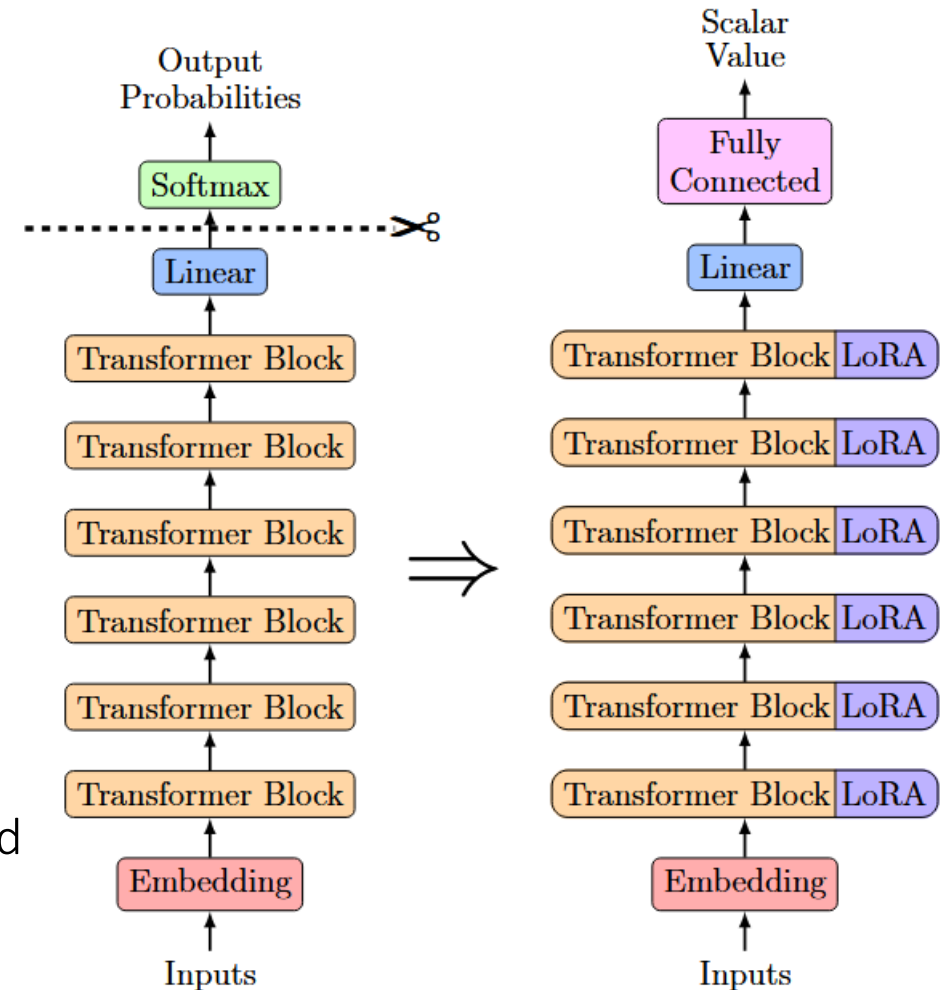 Output
Probabilities
Softmax
Linear
Transformer Block
Transformer Block
Transformer Block
Transformer Block
Transformer Block
Transformer Block
d
Embedding
Inputs
Scalar
Value
Fully
Connected
Linear
Transformer Block LoRA
Transformer Block LoRA
Transformer Block LoRA
Transformer Block LoRA
Transformer Block LoRA
Transformer Block LoRA
Embedding
Inputs